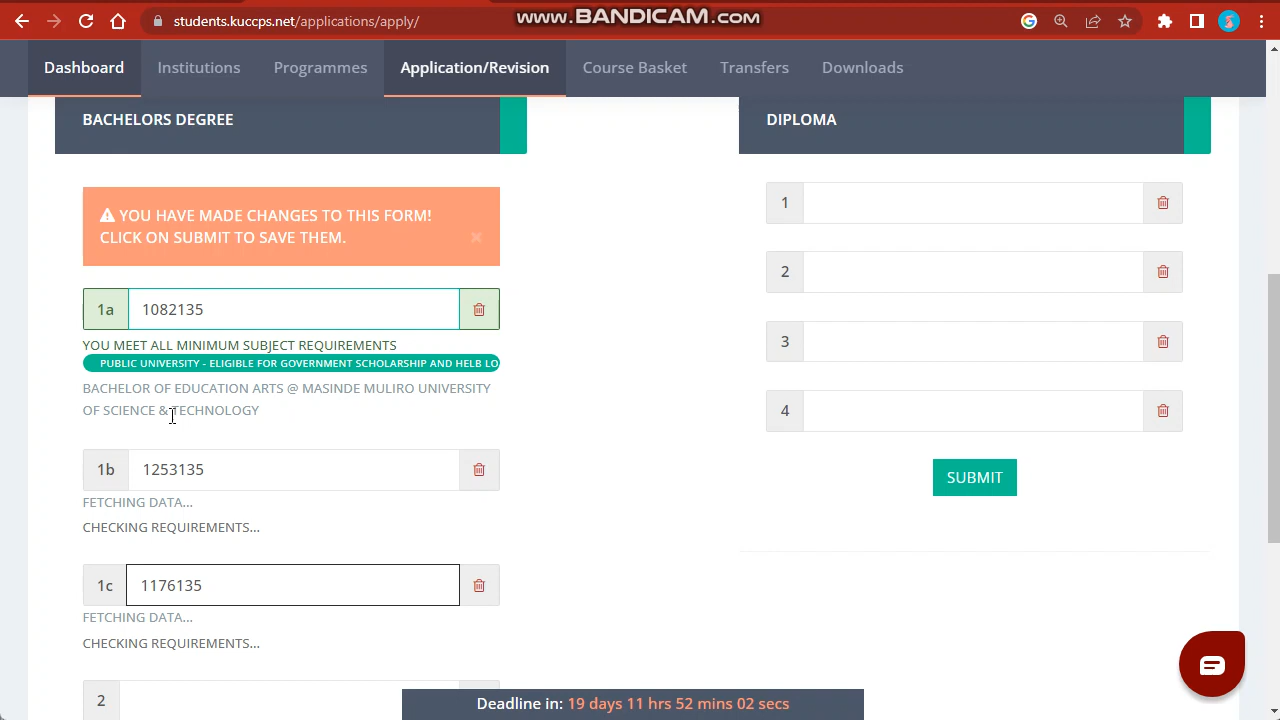 students.kuccps.net/applications/apply/
www.BANDICAM.com
Dashboard Institutions Programmes Application/Revision Course Basket Transfers Downloads
BACHELORS DEGREE
YOU HAVE MADE CHANGES TO THIS FORM!
CLICK ON SUBMIT TO SAVE THEM.
1a 1082135
YOU MEET ALL MINIMUM SUBJECT REQUIREMENTS
PUBLIC UNIVERSITY - ELIGIBLE FOR GOVERNMENT SCHOLARSHIP AND HELB LO
BACHELOR OF EDUCATION ARTS @ MASINDE MULIRO UNIVERSITY
OF SCIENCE & TECHNOLOGY
1b 1253135
FETCHING DATA...
CHECKING REQUIREMENTS...
1c 1176135
FETCHING DATA...
CHECKING REQUIREMENTS...
2
DIPLOMA
1
2
3
4
SUBMIT
Deadline in: 19 days 11 hrs 52 mins 02 secs